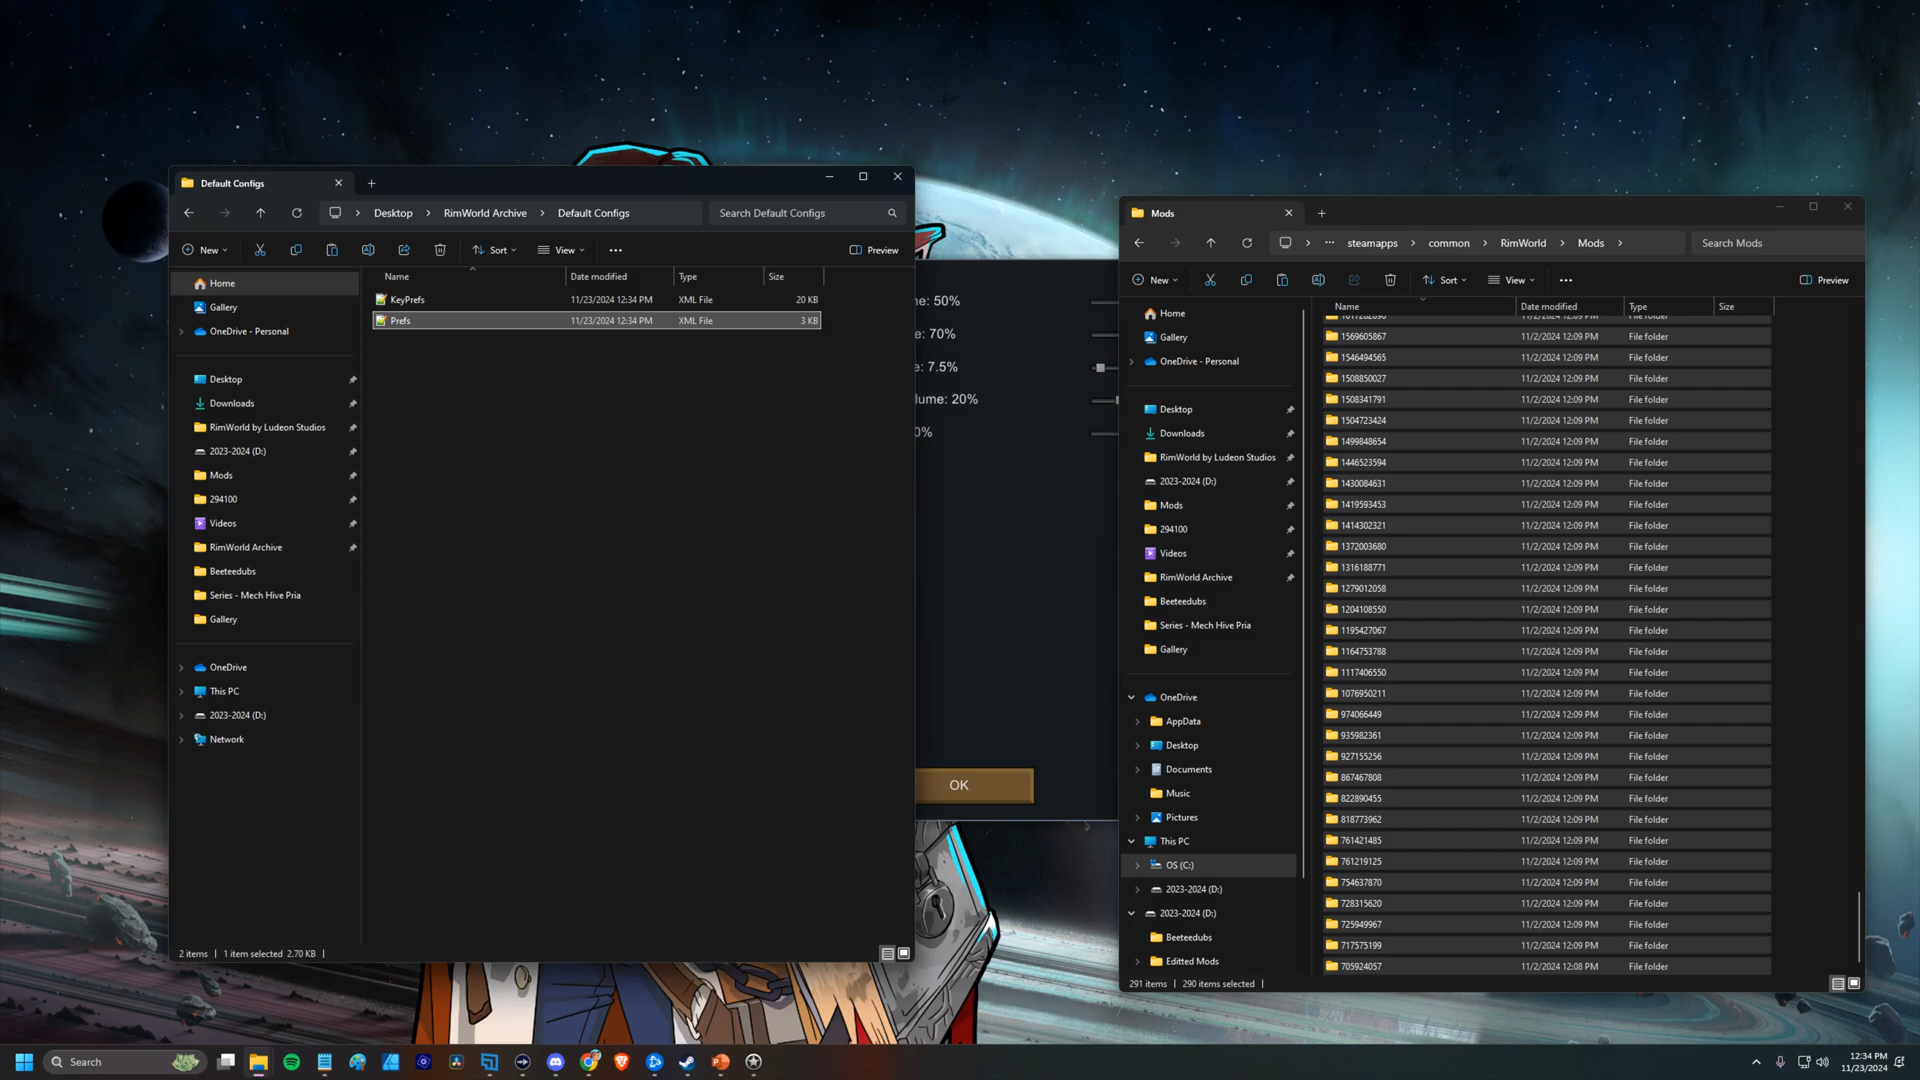 Default Configs
Desktop
RimWorld Archive
Default Configs
Search Default Configs
New
Sort
View
Preview
Home
Gallery
OneDrive - Personal
Desktop
Downloads
RimWorld by Ludeon Studios
2023-2024 (D:)
Mods
294100
Videos
RimWorld Archive
Beeteedubs
Series - Mech Hive Pria
Gallery
OneDrive
This PC
2023-2024 (D:)
Network
Name Date modified Type Size
KeyPrefs 11/23/2024 12:34 PM XML File 20 KB
Prefs 11/23/2024 12:34 PM XML File 3 KB
2 items 1 item selected 2.70 KB
ne: 50%
e: 70%
e: 7.5%
lume: 20%
0%
OK
Mods
steamapps
common
RimWorld
Mods
Search Mods
New
Sort
View
Preview
Home
Gallery
OneDrive - Personal
Desktop
Downloads
RimWorld by Ludeon Studios
2023-2024 (D:)
Mods
294100
Videos
RimWorld Archive
Beeteedubs
Series - Mech Hive Pria
Gallery
OneDrive
AppData
Desktop
Documents
Music
Pictures
This PC
OS (C:)
2023-2024 (D:)
2023-2024 (D:)
Beeteedubs
Editted Mods
Name Date modified Type Size
1569605867 11/2/2024 12:09 PM File folder
1546494565 11/2/2024 12:09 PM File folder
1508850027 11/2/2024 12:09 PM File folder
1508341791 11/2/2024 12:09 PM File folder
1504723424 11/2/2024 12:09 PM File folder
1499848654 11/2/2024 12:09 PM File folder
1446523594 11/2/2024 12:09 PM File folder
1430084631 11/2/2024 12:09 PM File folder
1419593453 11/2/2024 12:09 PM File folder
1414302321 11/2/2024 12:09 PM File folder
1372003680 11/2/2024 12:09 PM File folder
1316188771 11/2/2024 12:09 PM File folder
1279012058 11/2/2024 12:09 PM File folder
1204108550 11/2/2024 12:09 PM File folder
1195427067 11/2/2024 12:09 PM File folder
1164753788 11/2/2024 12:09 PM File folder
1117406550 11/2/2024 12:09 PM File folder
1076950211 11/2/2024 12:09 PM File folder
974066449 11/2/2024 12:09 PM File folder
935982361 11/2/2024 12:09 PM File folder
927155256 11/2/2024 12:09 PM File folder
867467808 11/2/2024 12:09 PM File folder
822890455 11/2/2024 12:09 PM File folder
818773962 11/2/2024 12:09 PM File folder
761421485 11/2/2024 12:09 PM File folder
761219125 11/2/2024 12:09 PM File folder
754637870 11/2/2024 12:09 PM File folder
728315620 11/2/2024 12:09 PM File folder
725949967 11/2/2024 12:09 PM File folder
717575199 11/2/2024 12:09 PM File folder
705924057 11/2/2024 12:08 PM File folder
291 items 290 items selected
Search
12:34 PM
11/23/2024